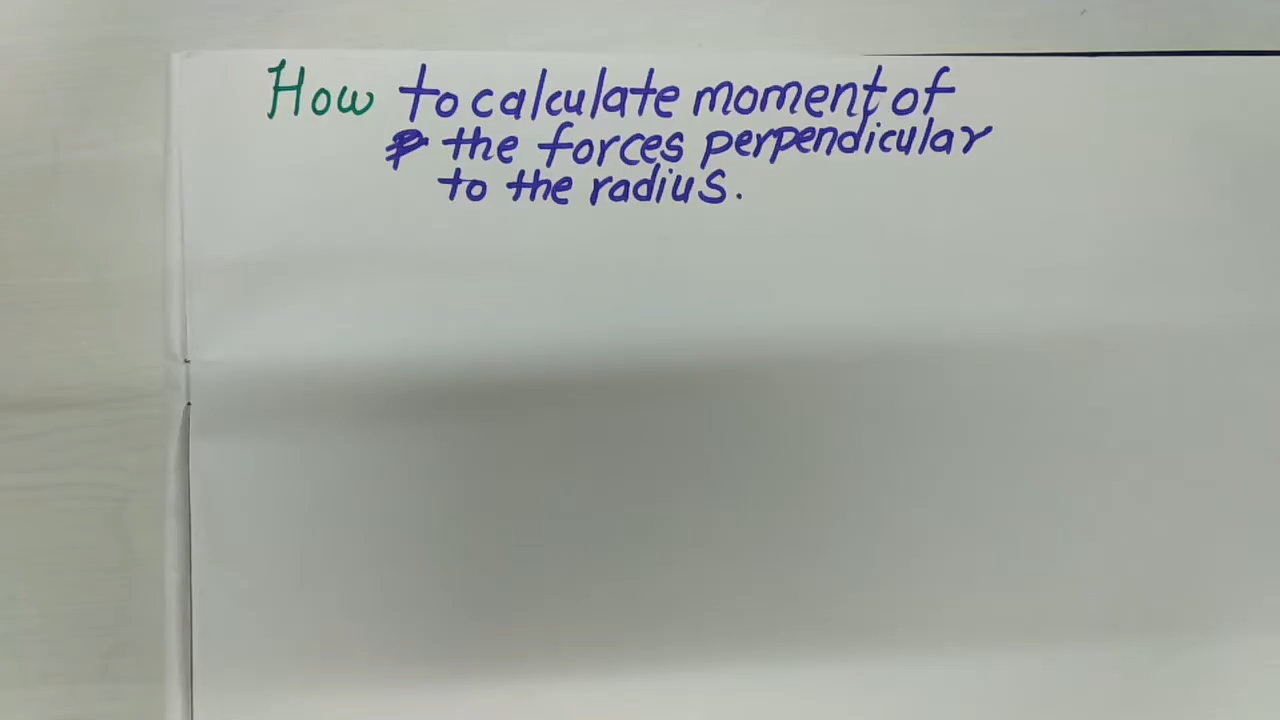 How to calculate moment of
the forces perpendicular
to the radius.